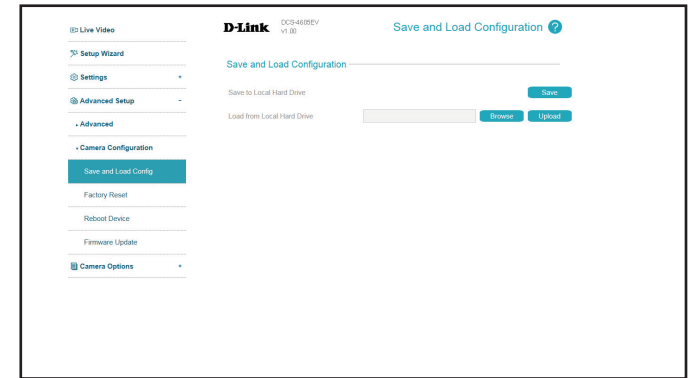 Live Video
Setup Wizard
Settings +
Advanced Setup -
• Advanced
• Camera Configuration
Save and Load Config
Factory Reset
Reboot Device
Firmware Update
Camera Options +
D-Link
DCS-4605EV
v1.00
Save and Load Configuration ?
Save and Load Configuration
Save to Local Hard Drive Save
Load from Local Hard Drive Browse Upload